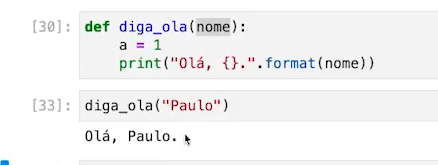 [30]: def diga_ola(nome):
a = 1
print("Olá, {}.".format(nome))
[33]: diga_ola("Paulo")
Olá, Paulo.